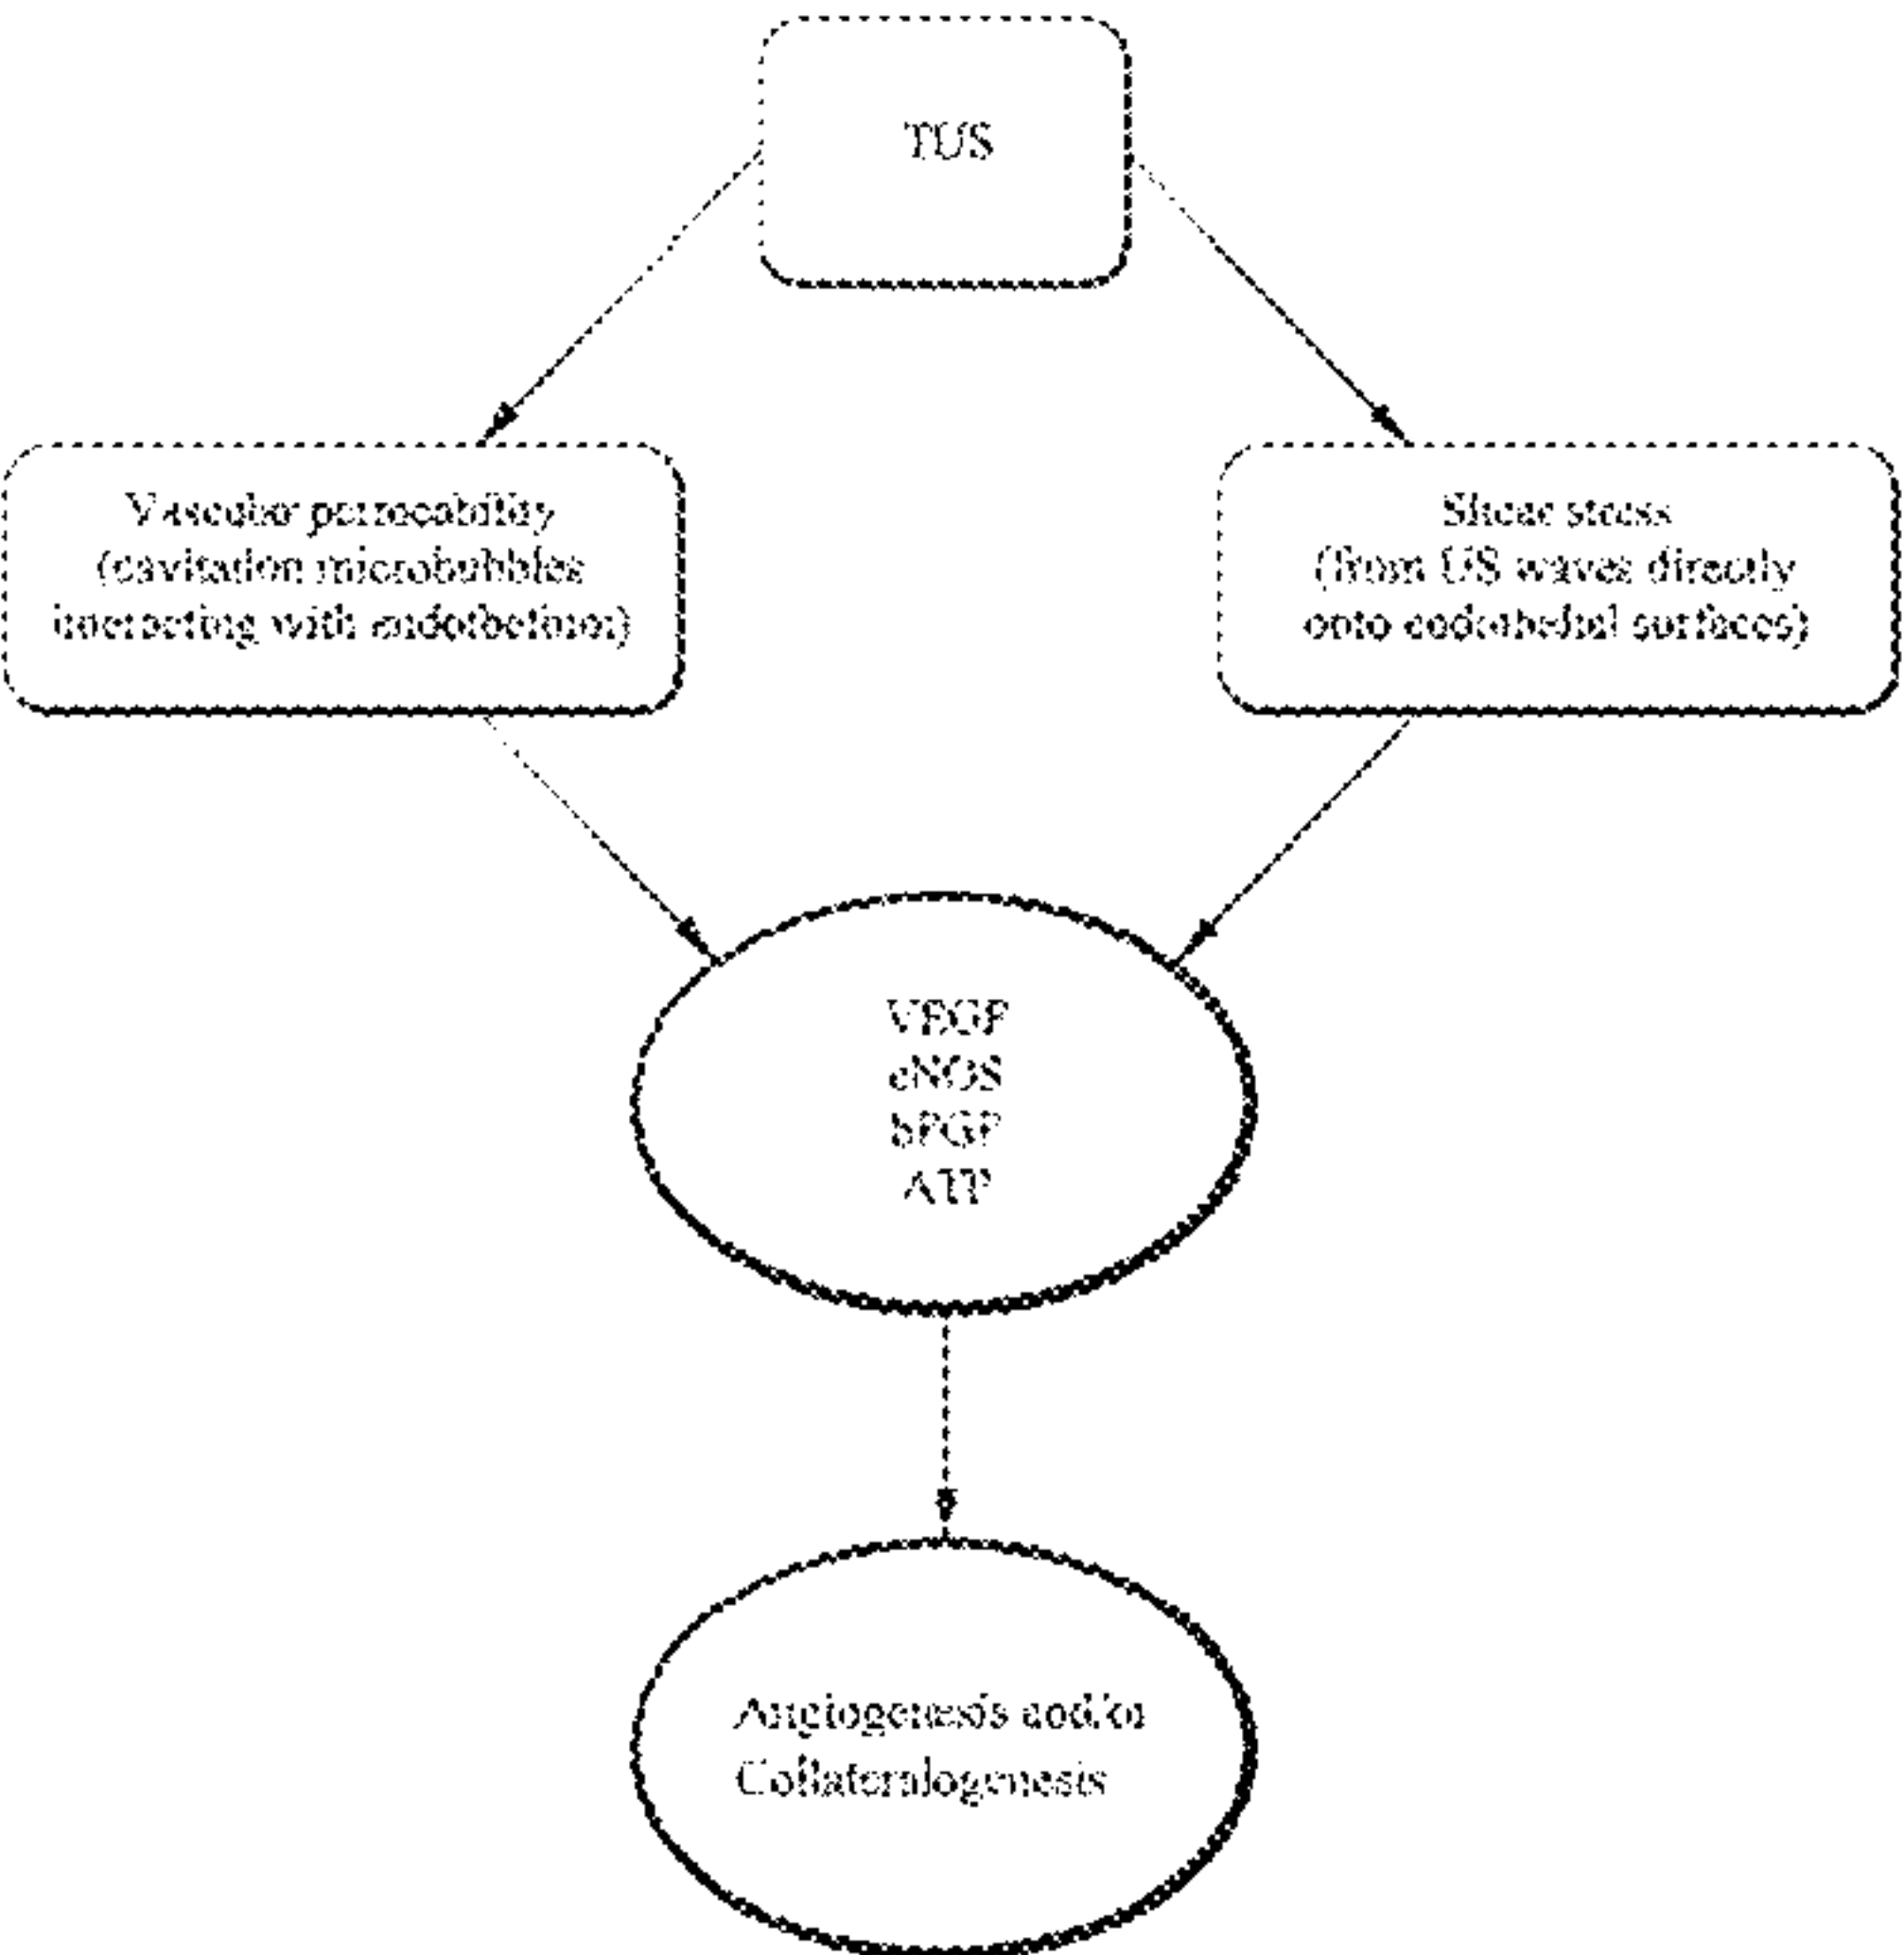 TUS
Vascular permeability
(cavitation microbubbles
interacting with endothelium)
Shear stress
(from US waves directly
onto endothelial surfaces)
VEGF
eNOS
bFGF
ATP
Angiogenesis and/or
Collateralogenesis